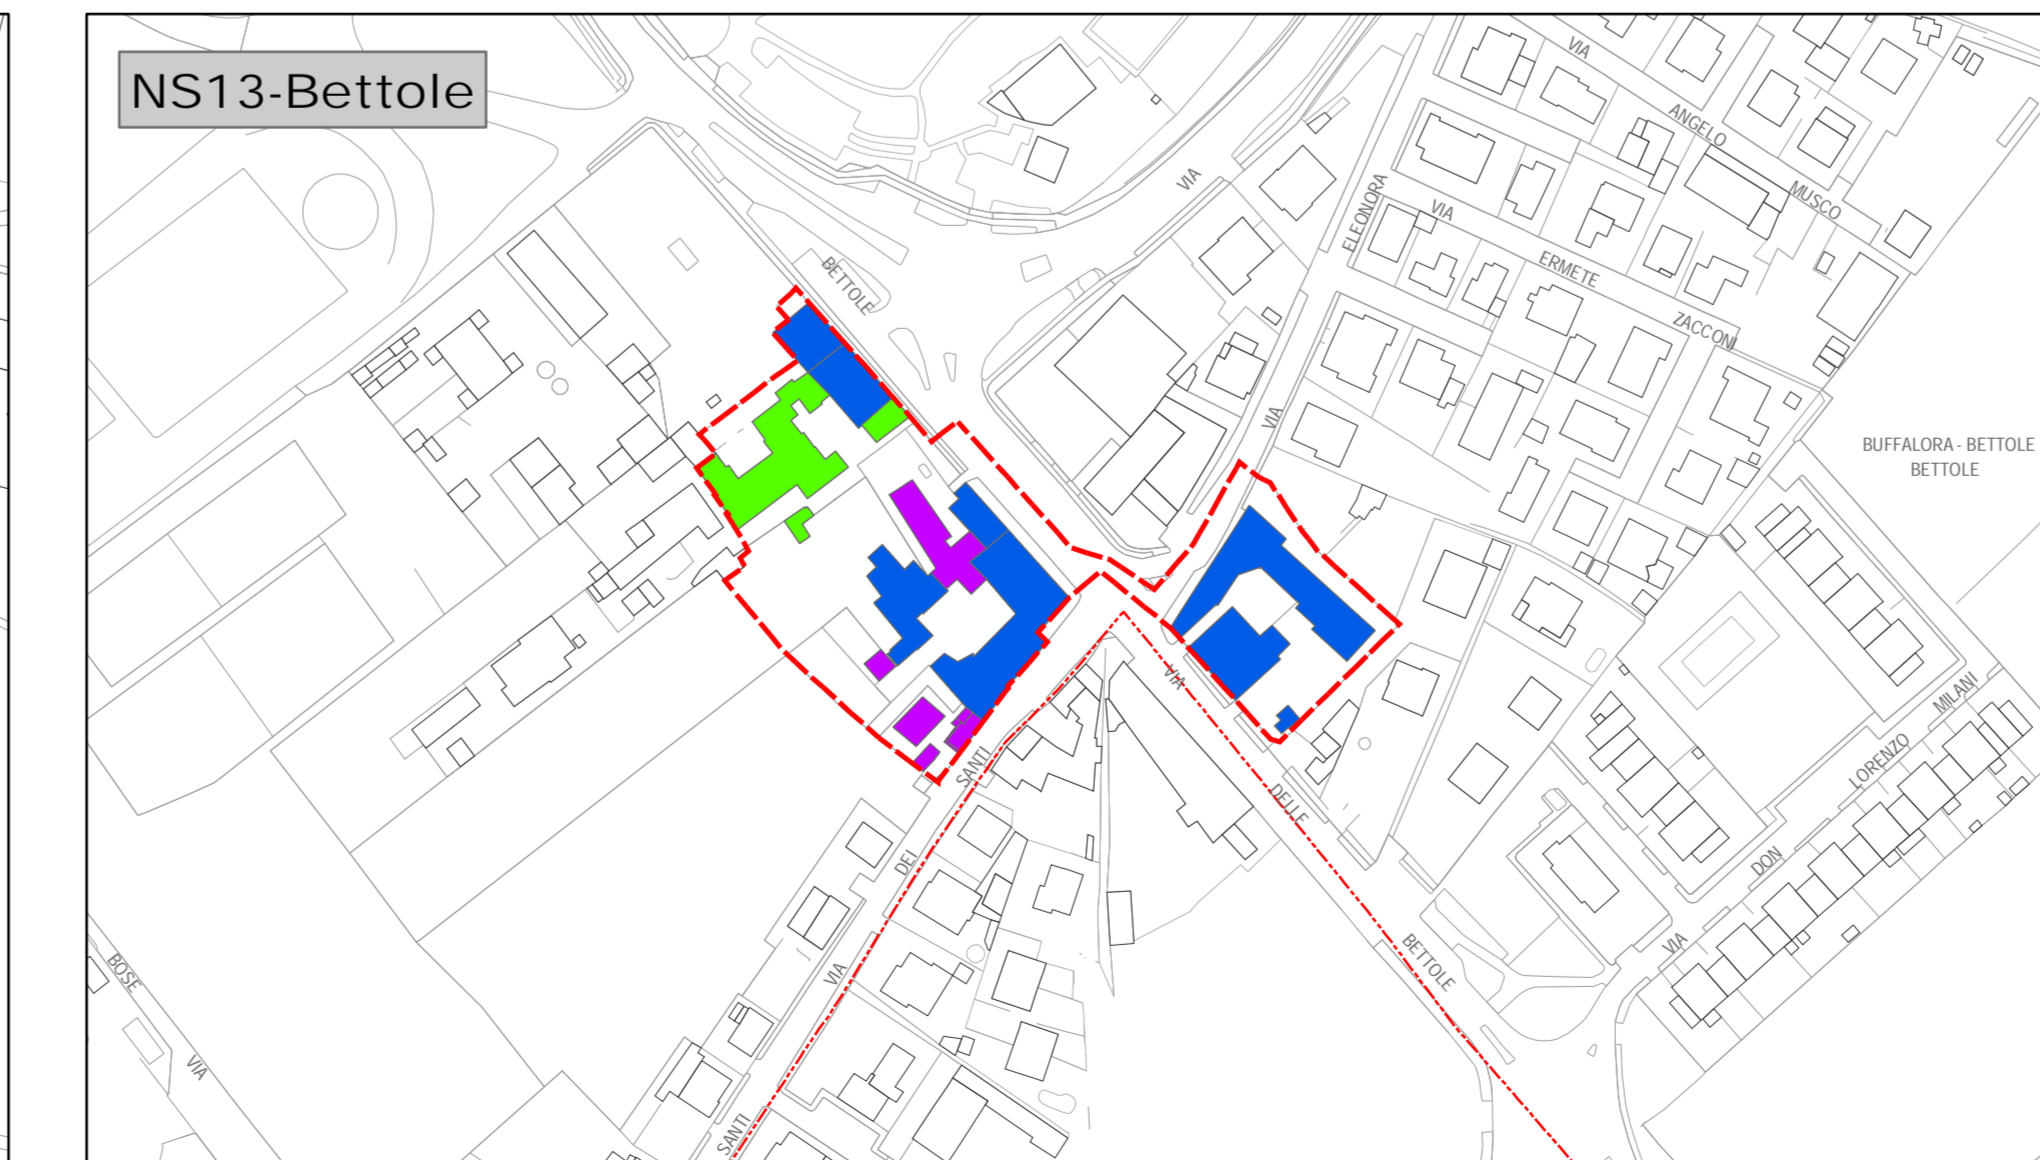 NS13-Bettole
VIA
ANGELO
MUSCO
VIA
ELEONORA
VIA
ERMETE
ZACCONI
BETTOLE
VIA
BUFFALORA - BETTOLE
BETTOLE
VIA
DELLE
BETTOLE
SANTI
DEI
VIA
SANTI
MILANI
LORENZO
DON
VIA
BOSE
VIA